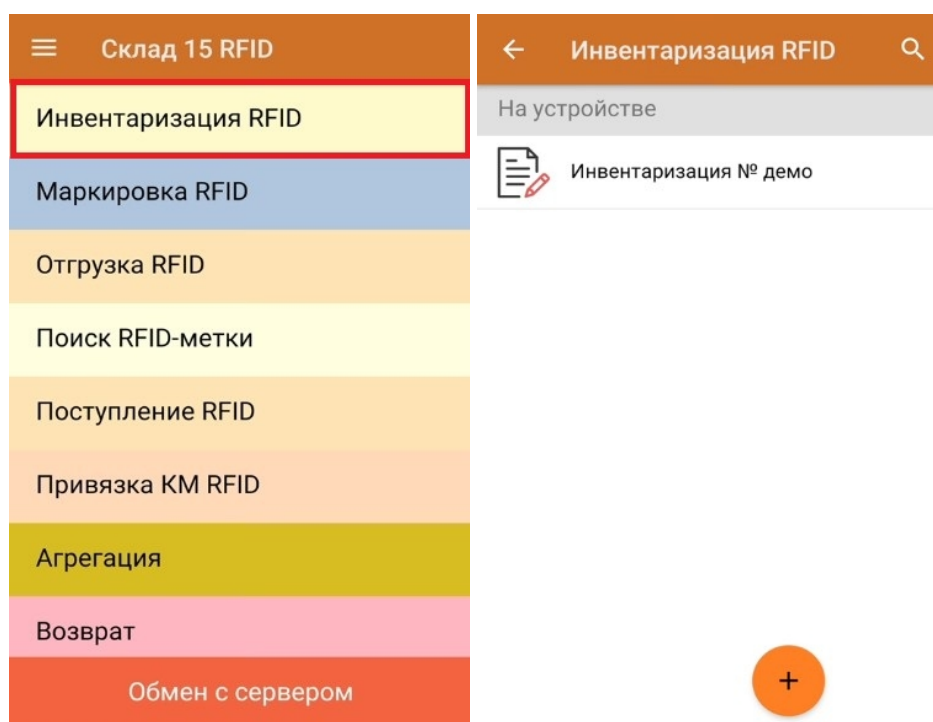 Склад 15 RFID
Инвентаризация RFID
Маркировка RFID
Отгрузка RFID
Поиск RFID-метки
Поступление RFID
Привязка КМ RFID
Агрегация
Возврат
Обмен с сервером
Инвентаризация RFID
На устройстве
Инвентаризация № демо
+